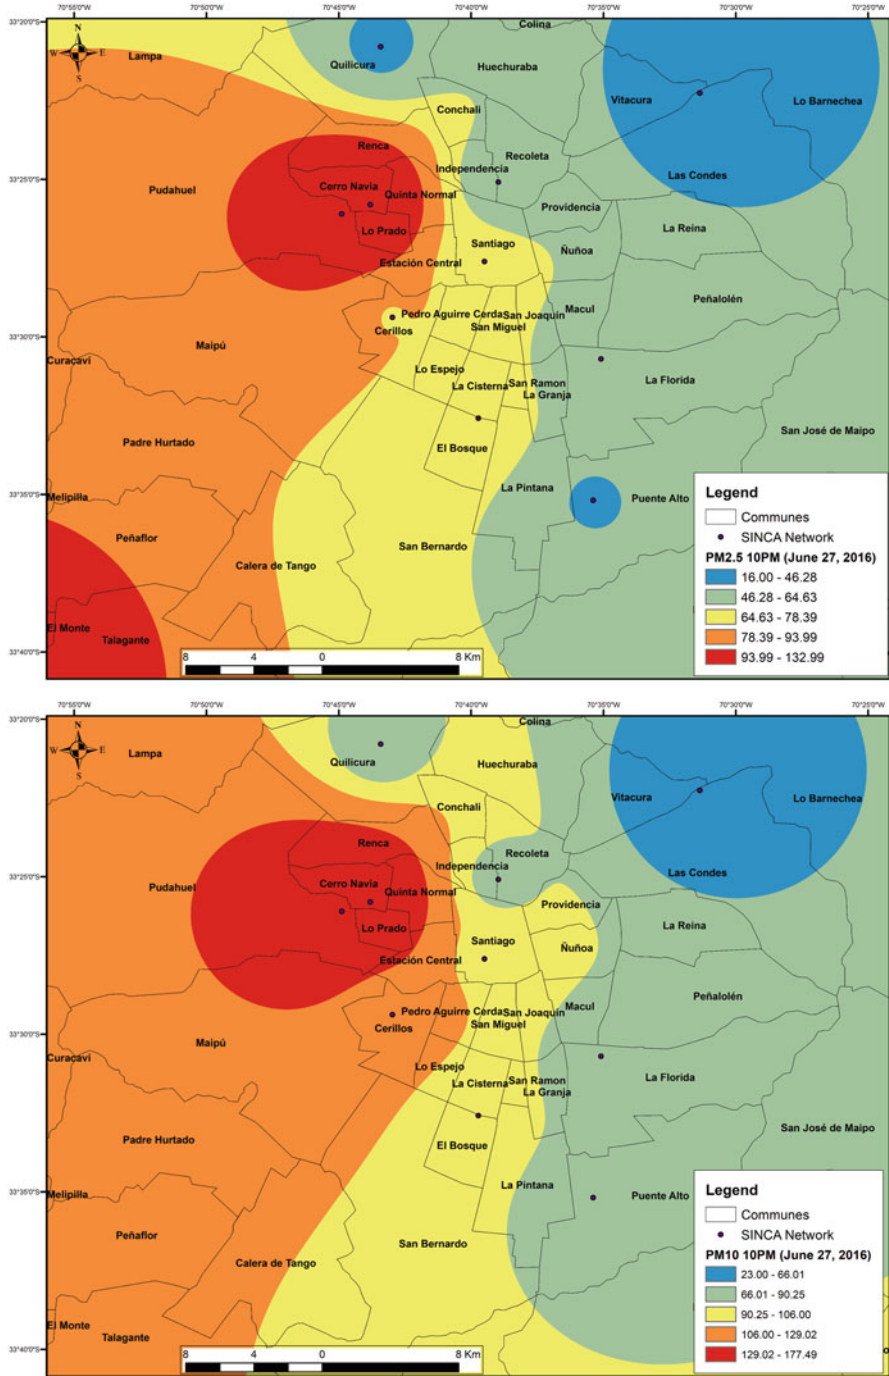 70°55'0"W 70°50'0"W 70°45'0"W 70°40'0"W 70°35'0"W 70°30'0"W 70°25'0"W
33°20'0"S
N
W E
S
Lampa
Colina
Quilicura
Huechuraba
Vitacura
Lo Barnechea
Conchali
33°25'0"S
Renca
Recoleta
Independencia
Las Condes
Pudahuel
Cerro Navia
Quinta Normal
Providencia
La Reina
Lo Prado
Santiago
Ñuñoa
Estación Central
Peñalolén
33°30'0"S
Pedro Aguirre Cerda
San Joaquín
Macul
San Miguel
Cerillos
Maipú
Curacaví
Lo Espejo
La Cisterna
San Ramon
La Granja
La Florida
San José de Maipo
Padre Hurtado
El Bosque
33°35'0"S
Melipilla
La Pintana
Puente Alto
Peñaflor
San Bernardo
Calera de Tango
El Monte
Talagante
33°40'0"S
8 4 0 8 Km
Legend
Communes
SINCA Network
PM2.5 10PM (June 27, 2016)
16.00 - 46.28
46.28 - 64.63
64.63 - 78.39
78.39 - 93.99
93.99 - 132.99
70°55'0"W 70°50'0"W 70°45'0"W 70°40'0"W 70°35'0"W 70°30'0"W 70°25'0"W
33°20'0"S
N
W E
S
Lampa
Colina
Quilicura
Huechuraba
Vitacura
Lo Barnechea
Conchali
33°25'0"S
Renca
Recoleta
Independencia
Las Condes
Pudahuel
Cerro Navia
Quinta Normal
Providencia
La Reina
Lo Prado
Santiago
Ñuñoa
Estación Central
Peñalolén
33°30'0"S
Pedro Aguirre Cerda
San Joaquín
Macul
San Miguel
Cerillos
Maipú
Curacaví
Lo Espejo
La Cisterna
San Ramon
La Granja
La Florida
San José de Maipo
Padre Hurtado
El Bosque
33°35'0"S
Melipilla
La Pintana
Puente Alto
Peñaflor
San Bernardo
Calera de Tango
El Monte
Talagante
33°40'0"S
8 4 0 8 Km
Legend
Communes
SINCA Network
PM10 10PM (June 27, 2016)
23.00 - 66.01
66.01 - 90.25
90.25 - 106.00
106.00 - 129.02
129.02 - 177.49